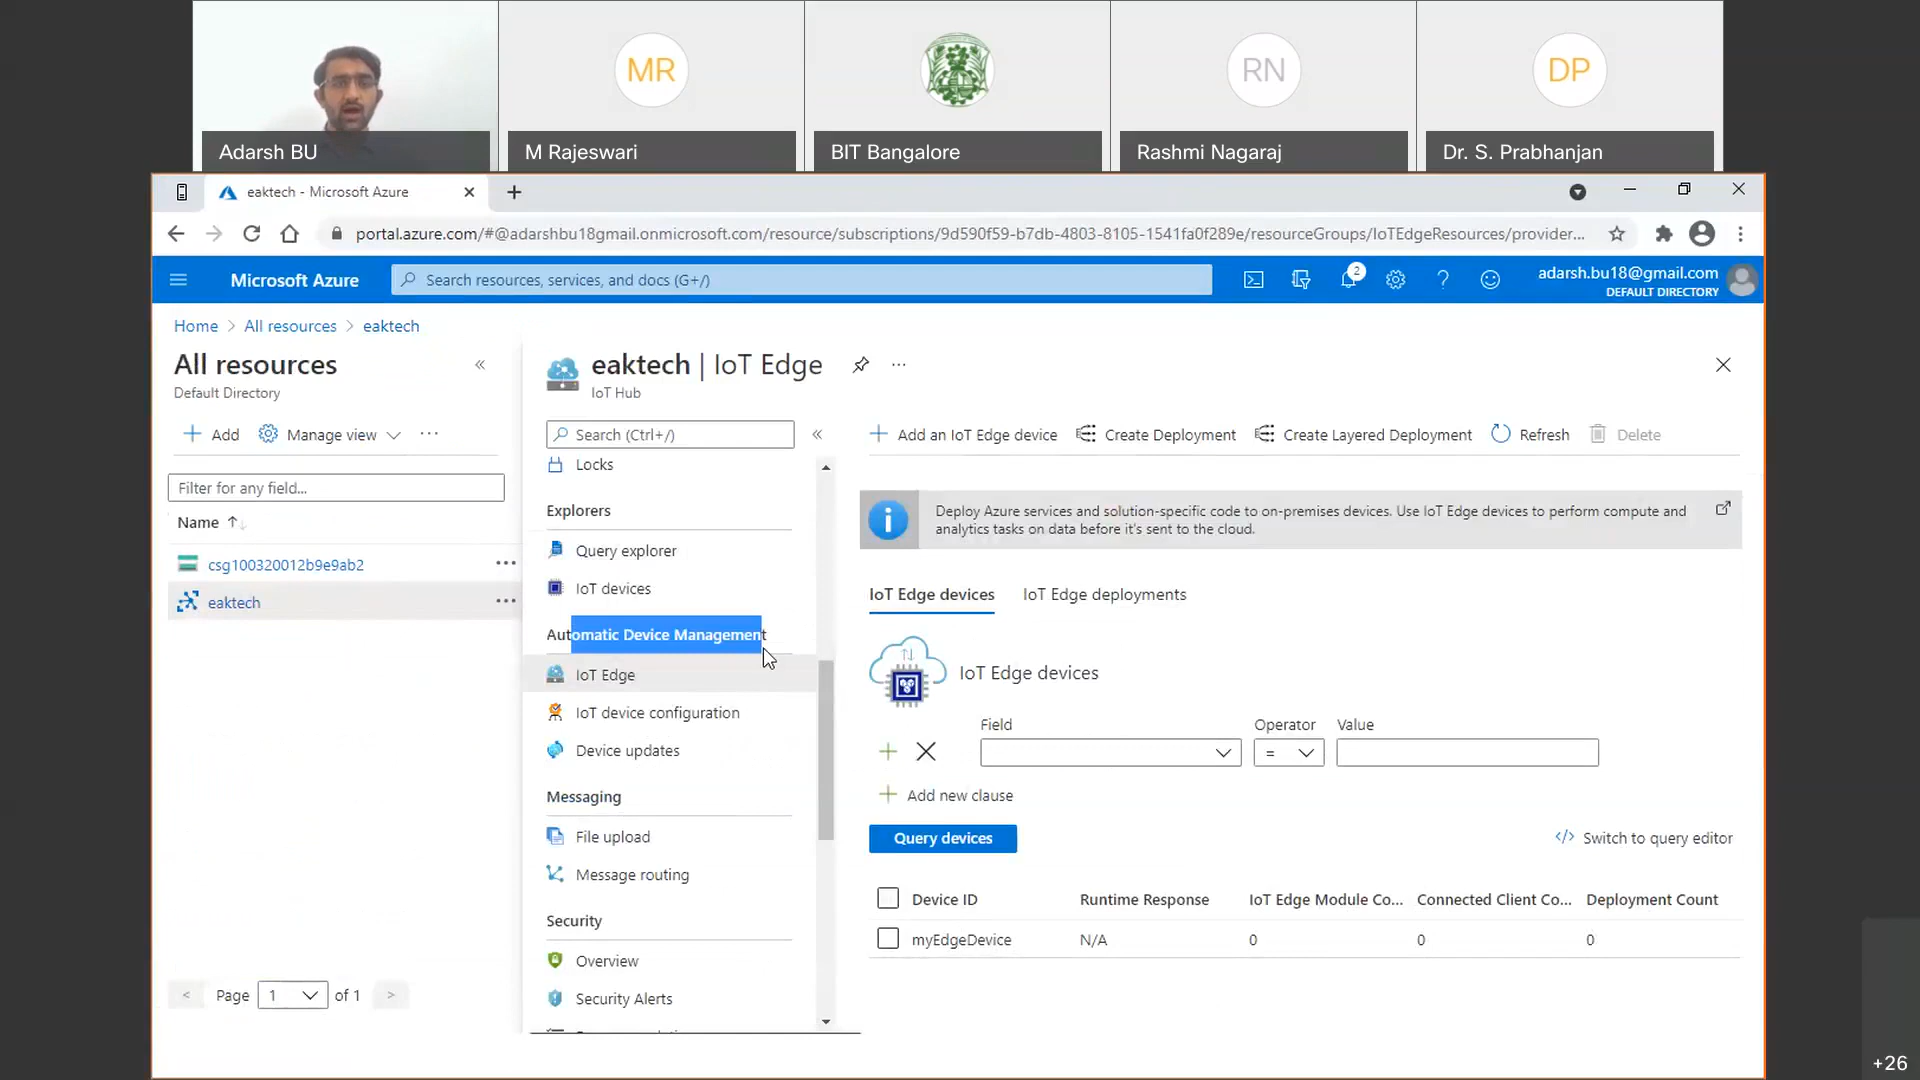 MR
RN
DP
Adarsh BU
M Rajeswari
BIT Bangalore
Rashmi Nagaraj
Dr. S. Prabhanjan
eaktech - Microsoft Azure
portal.azure.com/#@adarshbu18gmail.onmicrosoft.com/resource/subscriptions/9d590f59-b7db-4803-8105-1541fa0f289e/resourceGroups/IoTEdgeResources/provider...
Microsoft Azure
Search resources, services, and docs (G+/)
2
adarsh.bu18@gmail.com
DEFAULT DIRECTORY
Home > All resources > eaktech
All resources
Default Directory
Add
Manage view
Filter for any field...
Name
csg100320012b9e9ab2
eaktech
< Page 1 of 1 >
eaktech | IoT Edge
IoT Hub
Search (Ctrl+/)
Locks
Explorers
Query explorer
IoT devices
Automatic Device Management
IoT Edge
IoT device configuration
Device updates
Messaging
File upload
Message routing
Security
Overview
Security Alerts
Add an IoT Edge device
Create Deployment
Create Layered Deployment
Refresh
Delete
Deploy Azure services and solution-specific code to on-premises devices. Use IoT Edge devices to perform compute and
analytics tasks on data before it's sent to the cloud.
IoT Edge devices
IoT Edge deployments
IoT Edge devices
Field
Operator
Value
=
Add new clause
Query devices
Switch to query editor
Device ID
Runtime Response
IoT Edge Module Co...
Connected Client Co...
Deployment Count
myEdgeDevice
N/A
0
0
0
+26